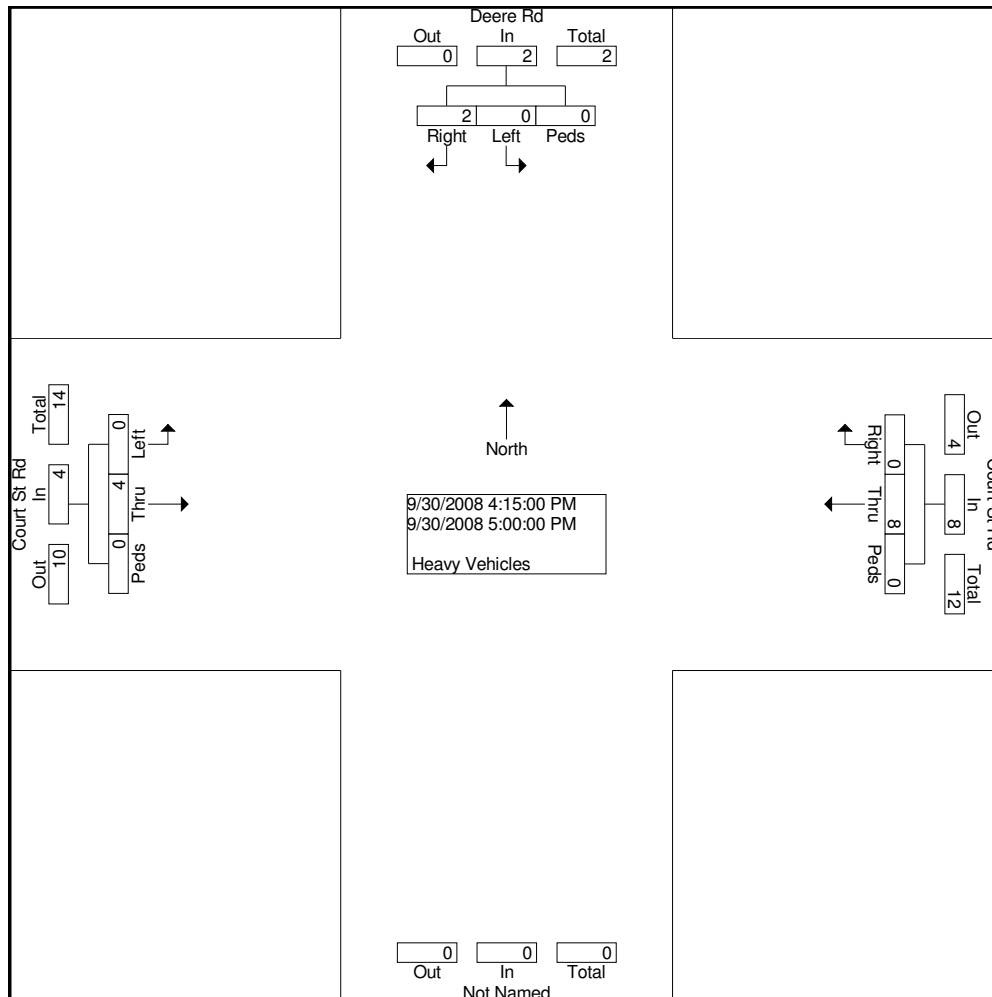 Deere Rd
Out In Total
0 2 2
2 0 0
Right Left Peds
Total 14
Court St Rd
In 4
Out 10
0 Left
4 Thru
0 Peds
North
9/30/2008 4:15:00 PM
9/30/2008 5:00:00 PM
Heavy Vehicles
Right 0
Thru 8
Peds 0
Out 4
In 8
Total 12
Court St Rd
0 0 0
Out In Total
Not Named